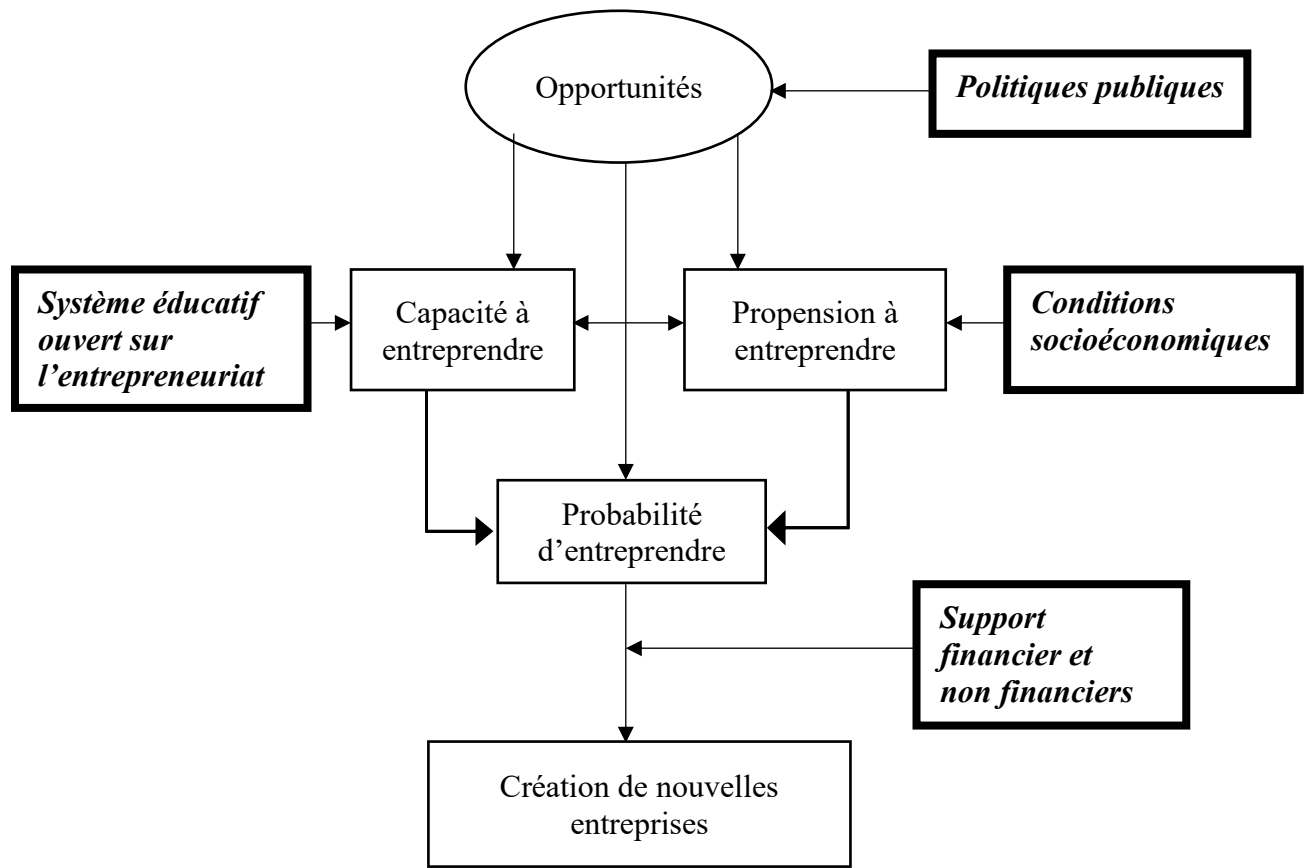 Opportunités
Politiques publiques
Système éducatif
ouvert sur
l’entrepreneuriat
Capacité à
entreprendre
Propension à
entreprendre
Conditions
socioéconomiques
Probabilité
d’entreprendre
Support
financier et
non financiers
Création de nouvelles
entreprises